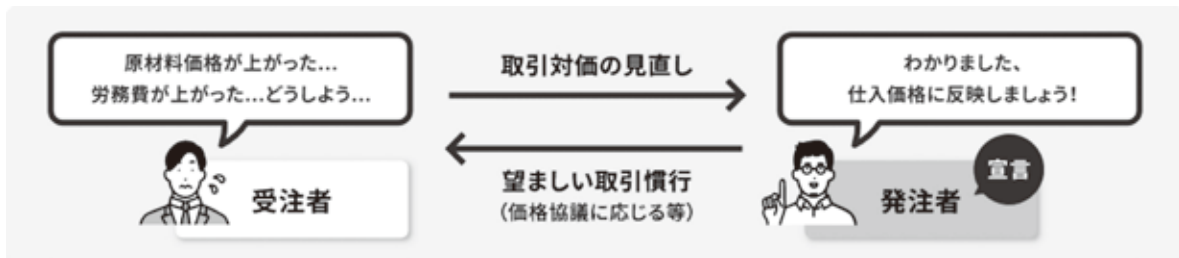 原材料価格が上がった…
労務費が上がった…どうしよう…
受注者
取引対価の見直し
望ましい取引慣行
（価格協議に応じる等）
わかりました、
仕入価格に反映しましょう！
発注者
宣言